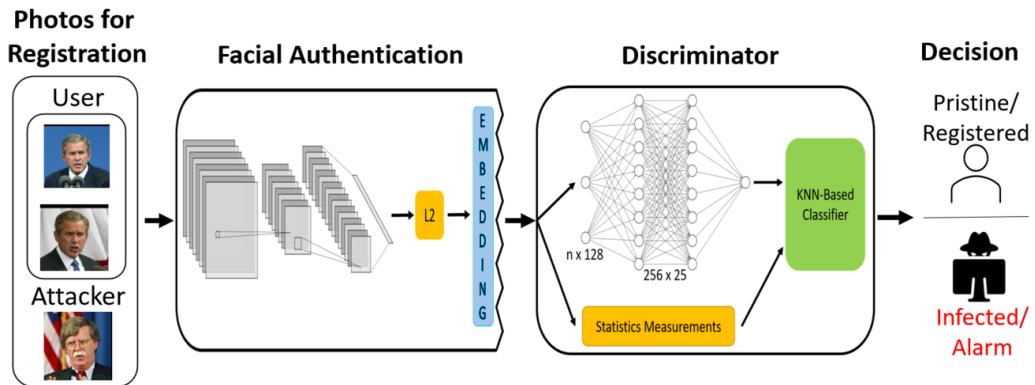 Photos for
Registration
User
Attacker
Facial Authentication
L2
EMBEDDING
Discriminator
n x 128
256 x 25
Statistics Measurements
KNN-Based
Classifier
Decision
Pristine/
Registered
Infected/
Alarm